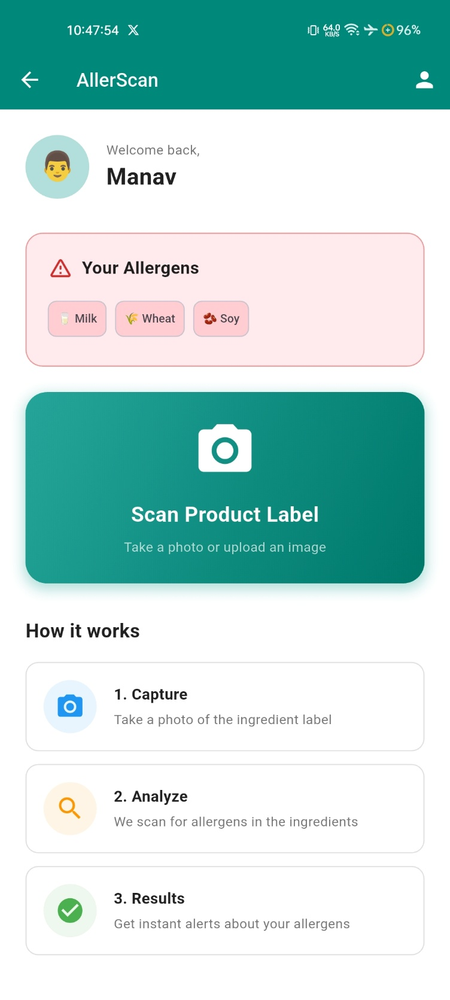 10:47:54 64.0 KB/S 96%
AllerScan
Welcome back,
Manav
Your Allergens
Milk Wheat Soy
Scan Product Label
Take a photo or upload an image
How it works
1. Capture
Take a photo of the ingredient label
2. Analyze
We scan for allergens in the ingredients
3. Results
Get instant alerts about your allergens